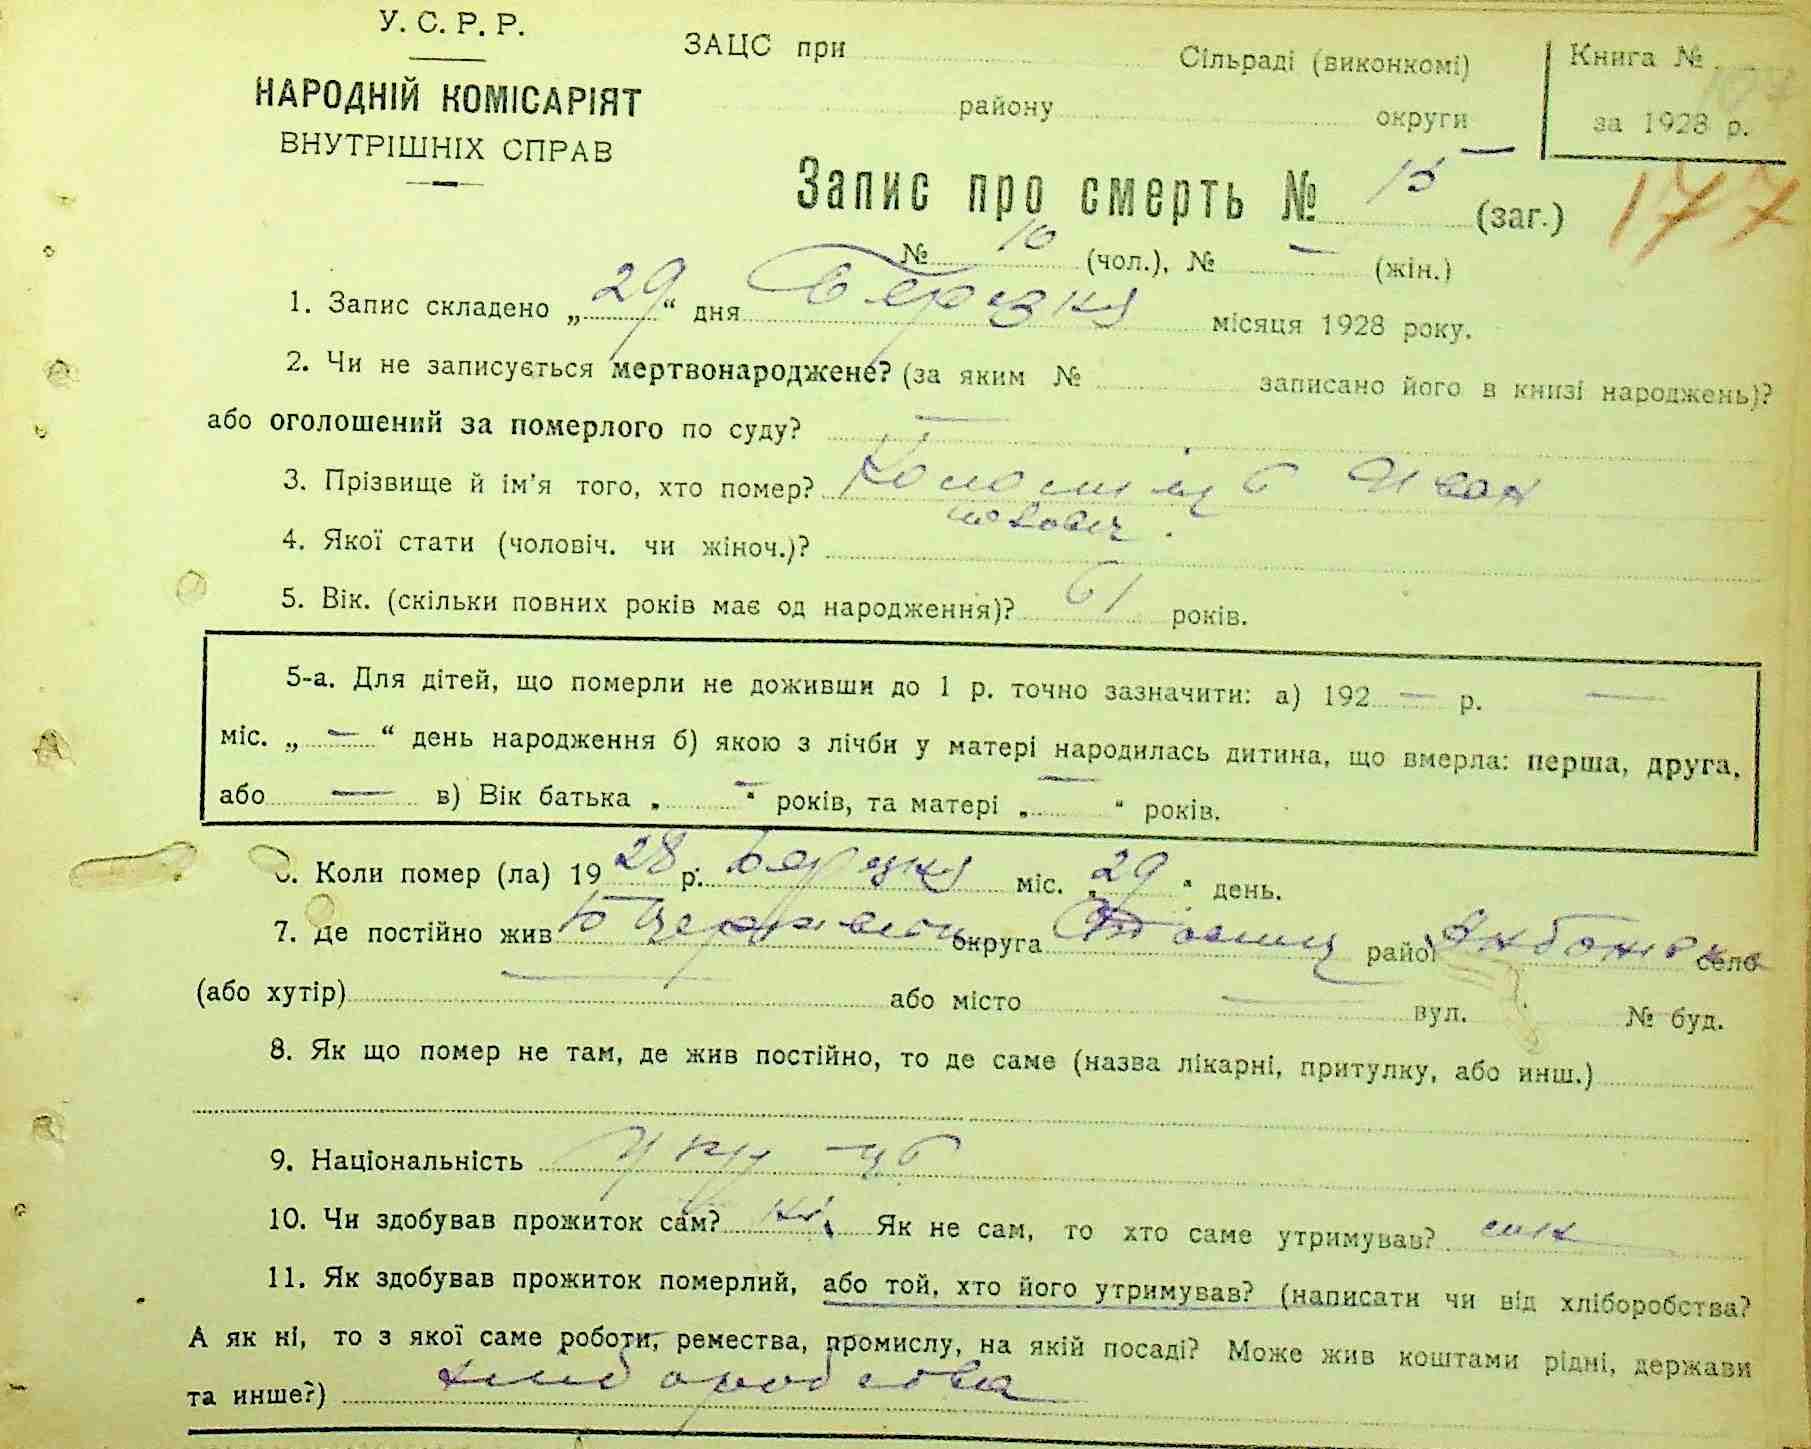 У.С.Р.Р.
НАРОДНІЙ КОМІСАРІЯТ
ВНУТРІШНІХ СПРАВ
ЗАЦС при Сільраді (виконкомі)
району округи
Книга №
за 1928 р.
177
Запис про смерть № 15 (заг.)
№ 10 (чол.), № — (жін.)
1. Запис складено „29“ дня Березня місяця 1928 року.
2. Чи не записується мертвонароджене? (за яким № записано його в книзі народжень)?
або оголошений за померлого по суду? —
3. Прізвище й ім'я того, хто помер? Коломієць Иван
4. Якої стати (чоловіч. чи жіноч.)? чоловіч.
5. Вік. (скільки повних років має од народження)? 61 років.
5-а. Для дітей, що померли не доживши до 1 р. точно зазначити: а) 192 — р. —
міс. „ — “ день народження б) якою з лічби у матері народилась дитина, що вмерла: перша, друга,
або — в) Вік батька „ — “ років, та матері „ — “ років.
6. Коли помер (ла) 1928 р. Березня міс. „29“ день.
7. Де постійно жив округа район село
(або хутір) — або місто — вул. № буд.
8. Як що помер не там, де жив постійно, то де саме (назва лікарні, притулку, або инш.)
9. Національність укр-ць
10. Чи здобував прожиток сам? ні. Як не сам, то хто саме утримував? син
11. Як здобував прожиток померлий, або той, хто його утримував? (написати чи від хліборобства?
А як ні, то з якої саме роботи, ремества, промислу, на якій посаді? Може жив коштами рідні, держави
та инше?) хліборобства